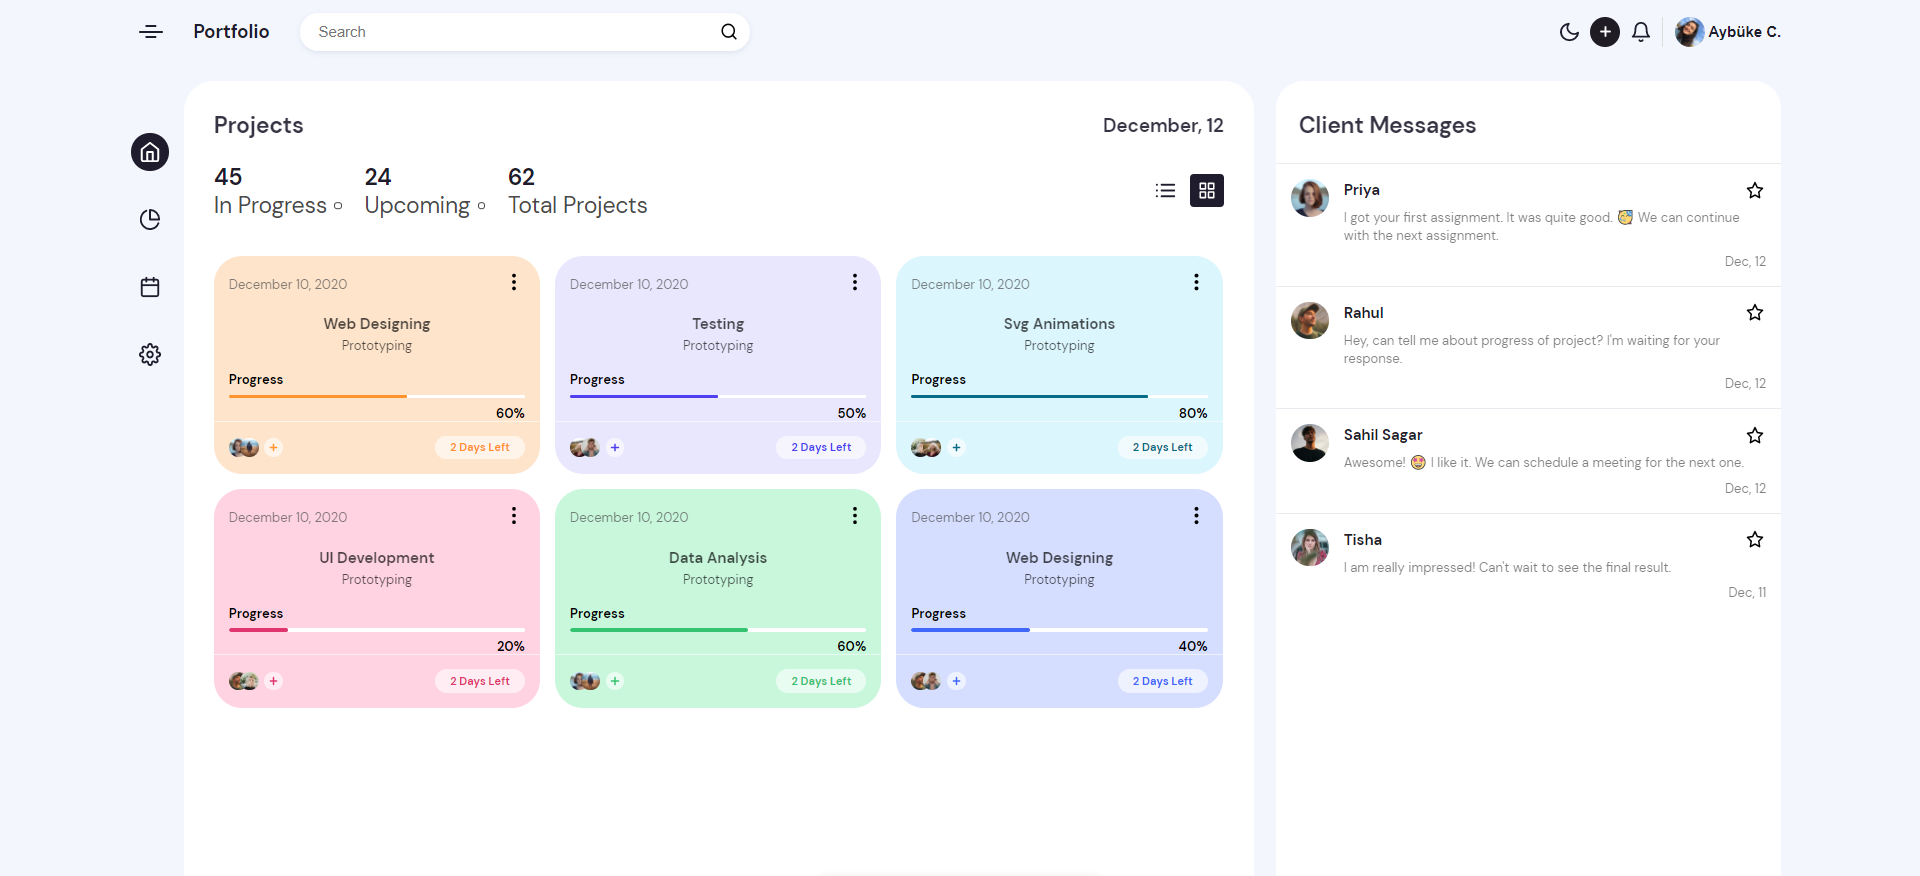 Portfolio
Search
Aybüke C.
Projects
December, 12
45
In Progress
24
Upcoming
62
Total Projects
December 10, 2020
Web Designing
Prototyping
Progress
60%
2 Days Left
December 10, 2020
Testing
Prototyping
Progress
50%
2 Days Left
December 10, 2020
Svg Animations
Prototyping
Progress
80%
2 Days Left
December 10, 2020
UI Development
Prototyping
Progress
20%
2 Days Left
December 10, 2020
Data Analysis
Prototyping
Progress
60%
2 Days Left
December 10, 2020
Web Designing
Prototyping
Progress
40%
2 Days Left
Client Messages
Priya
I got your first assignment. It was quite good. 🥳 We can continue
with the next assignment.
Dec, 12
Rahul
Hey, can tell me about progress of project? I'm waiting for your
response.
Dec, 12
Sahil Sagar
Awesome! 🤩 I like it. We can schedule a meeting for the next one.
Dec, 12
Tisha
I am really impressed! Can't wait to see the final result.
Dec, 11